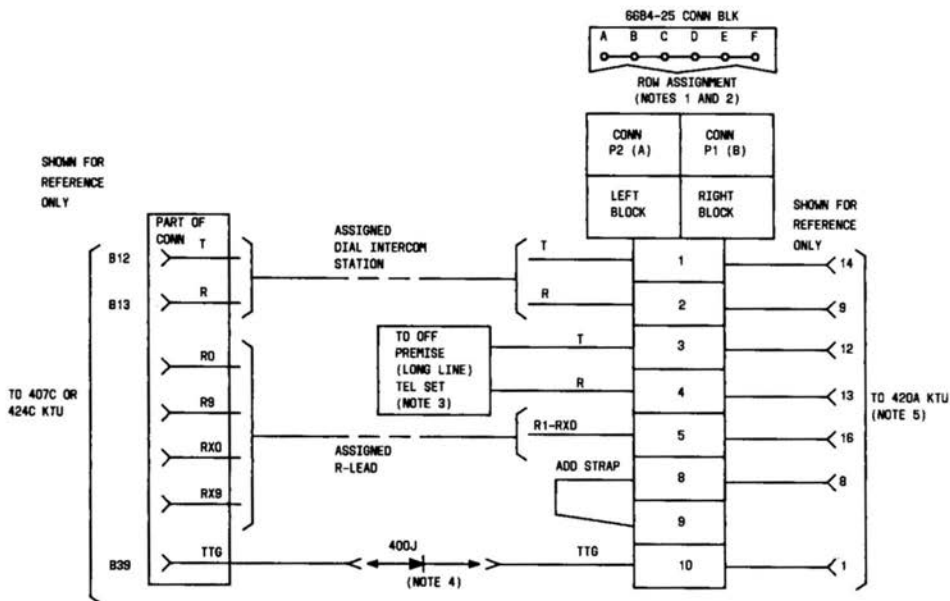 66B4-25 CONN BLK
A B C D E F
ROW ASSIGNMENT
(NOTES 1 AND 2)
CONN
P2 (A)
CONN
P1 (B)
LEFT
BLOCK
RIGHT
BLOCK
SHOWN FOR
REFERENCE
ONLY
SHOWN FOR
REFERENCE
ONLY
PART OF
CONN
B12
T
ASSIGNED
DIAL INTERCOM
STATION
T
1
14
B13
R
R
2
9
TO OFF
PREMISE
(LONG LINE)
TEL SET
(NOTE 3)
T
3
12
R
4
13
TO 407C OR
424C KTU
R0
R9
RX0
RX9
ASSIGNED
R-LEAD
R1-RX0
5
16
TO 420A KTU
(NOTE 5)
ADD STRAP
8
8
9
B39
TTG
400J
(NOTE 4)
TTG
10
1